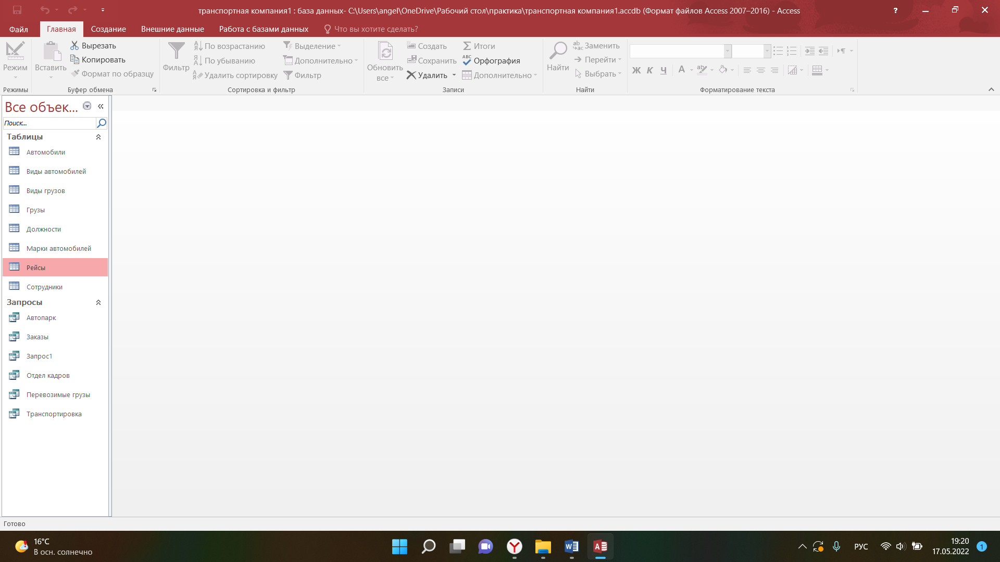 транспортная компания1 : база данных- C:\Users\angel\OneDrive\Рабочий стол\практика\транспортная компания1.accdb (Формат файлов Access 2007–2016) - Access
?
Файл
Главная
Создание
Внешние данные
Работа с базами данных
Что вы хотите сделать?
Режим
Режимы
Вставить
Вырезать
Копировать
Формат по образцу
Буфер обмена
Фильтр
По возрастанию
По убыванию
Удалить сортировку
Выделение
Дополнительно
Фильтр
Сортировка и фильтр
Обновить
все
Создать
Сохранить
Удалить
Итоги
ABC
Орфография
Дополнительно
Записи
Найти
Заменить
Перейти
Выбрать
Найти
Ж К Ч А
Форматирование текста
Все объек...
Поиск...
Таблицы
Автомобили
Виды автомобилей
Виды грузов
Грузы
Должности
Марки автомобилей
Рейсы
Сотрудники
Запросы
Автопарк
Заказы
Запрос1
Отдел кадров
Перевозимые грузы
Транспортировка
Готово
16°C
В осн. солнечно
РУС
19:20
17.05.2022
1